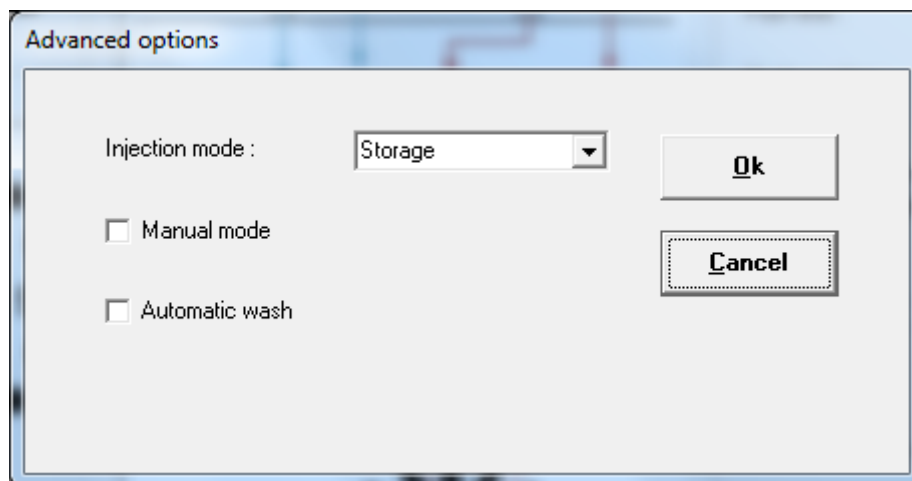 Advanced options
Injection mode :
Storage
Ok
Manual mode
Cancel
Automatic wash